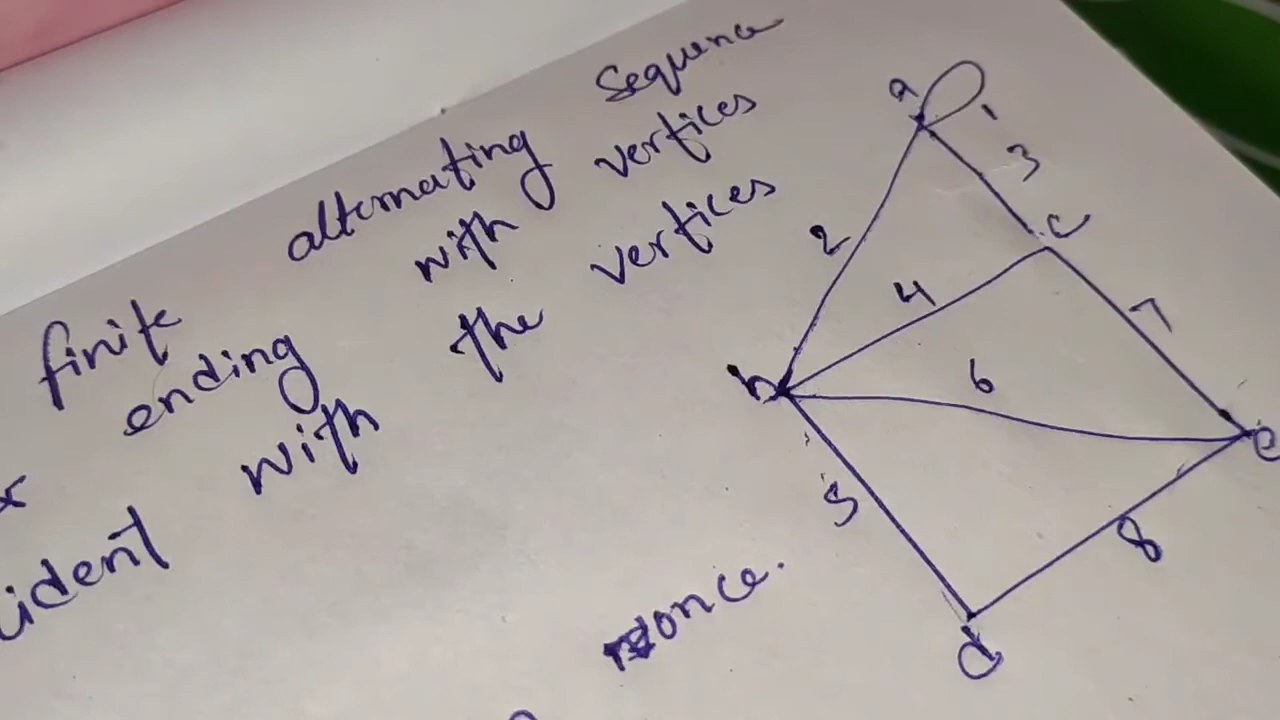 finite alternating sequence
ending with vertices
ident with the vertices
once.
a
1
3
2
c
4
7
b
6
e
5
8
d